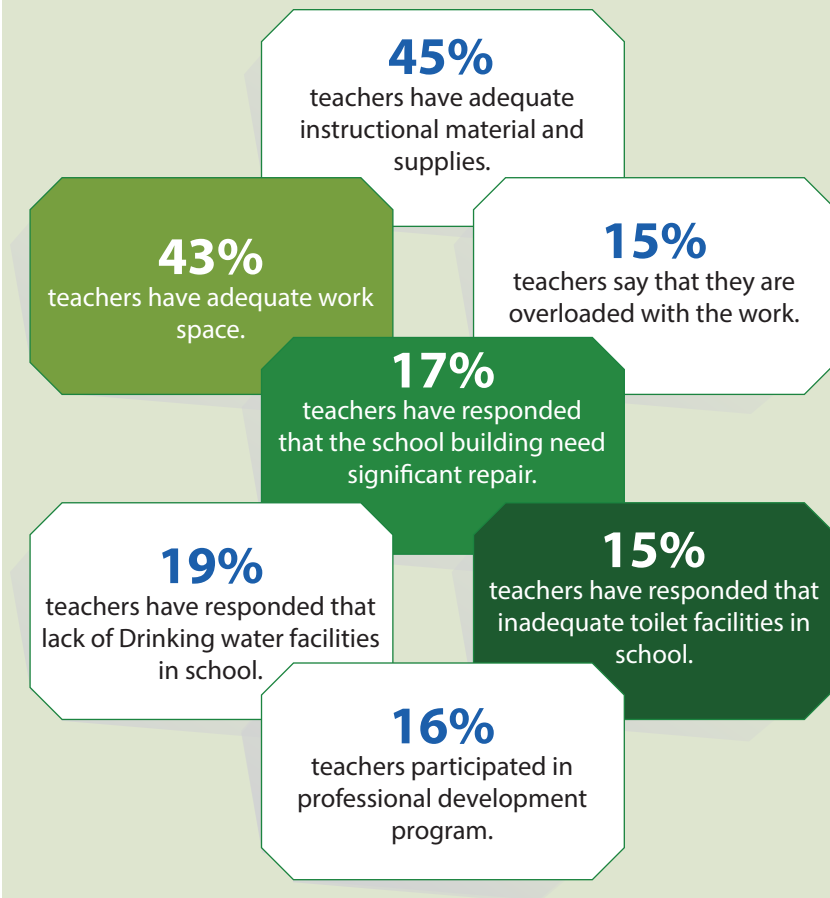 45%
teachers have adequate
instructional material and
supplies.
43%
teachers have adequate work
space.
15%
teachers say that they are
overloaded with the work.
17%
teachers have responded
that the school building need
significant repair.
19%
teachers have responded that
lack of Drinking water facilities
in school.
15%
teachers have responded that
inadequate toilet facilities in
school.
16%
teachers participated in
professional development
program.